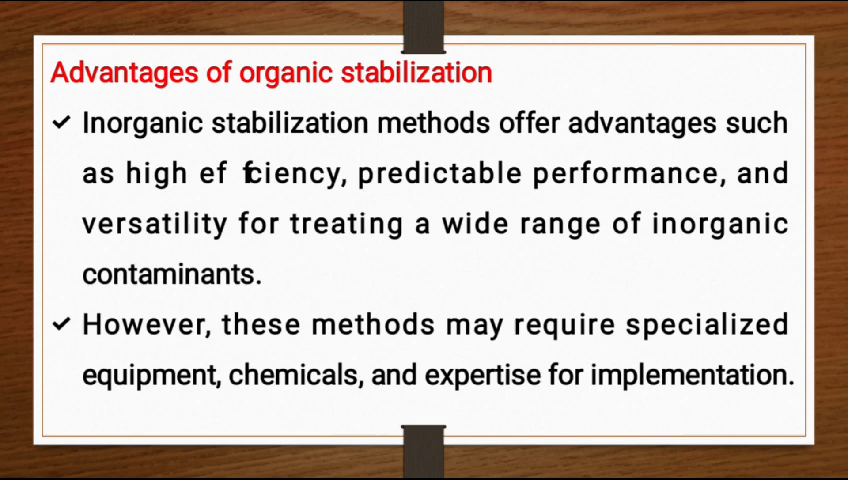 Advantages of organic stabilization
✓ Inorganic stabilization methods offer advantages such
as high ef ficiency, predictable performance, and
versatility for treating a wide range of inorganic
contaminants.
✓ However, these methods may require specialized
equipment, chemicals, and expertise for implementation.